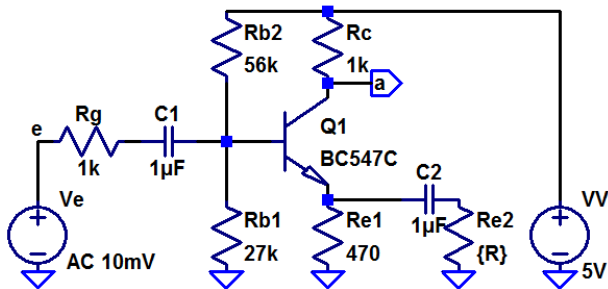 Rb2
56k
Rc
1k
a
e
Rg
1k
C1
1µF
Q1
BC547C
C2
1µF
Ve
AC 10mV
Rb1
27k
Re1
470
Re2
{R}
VV
5V